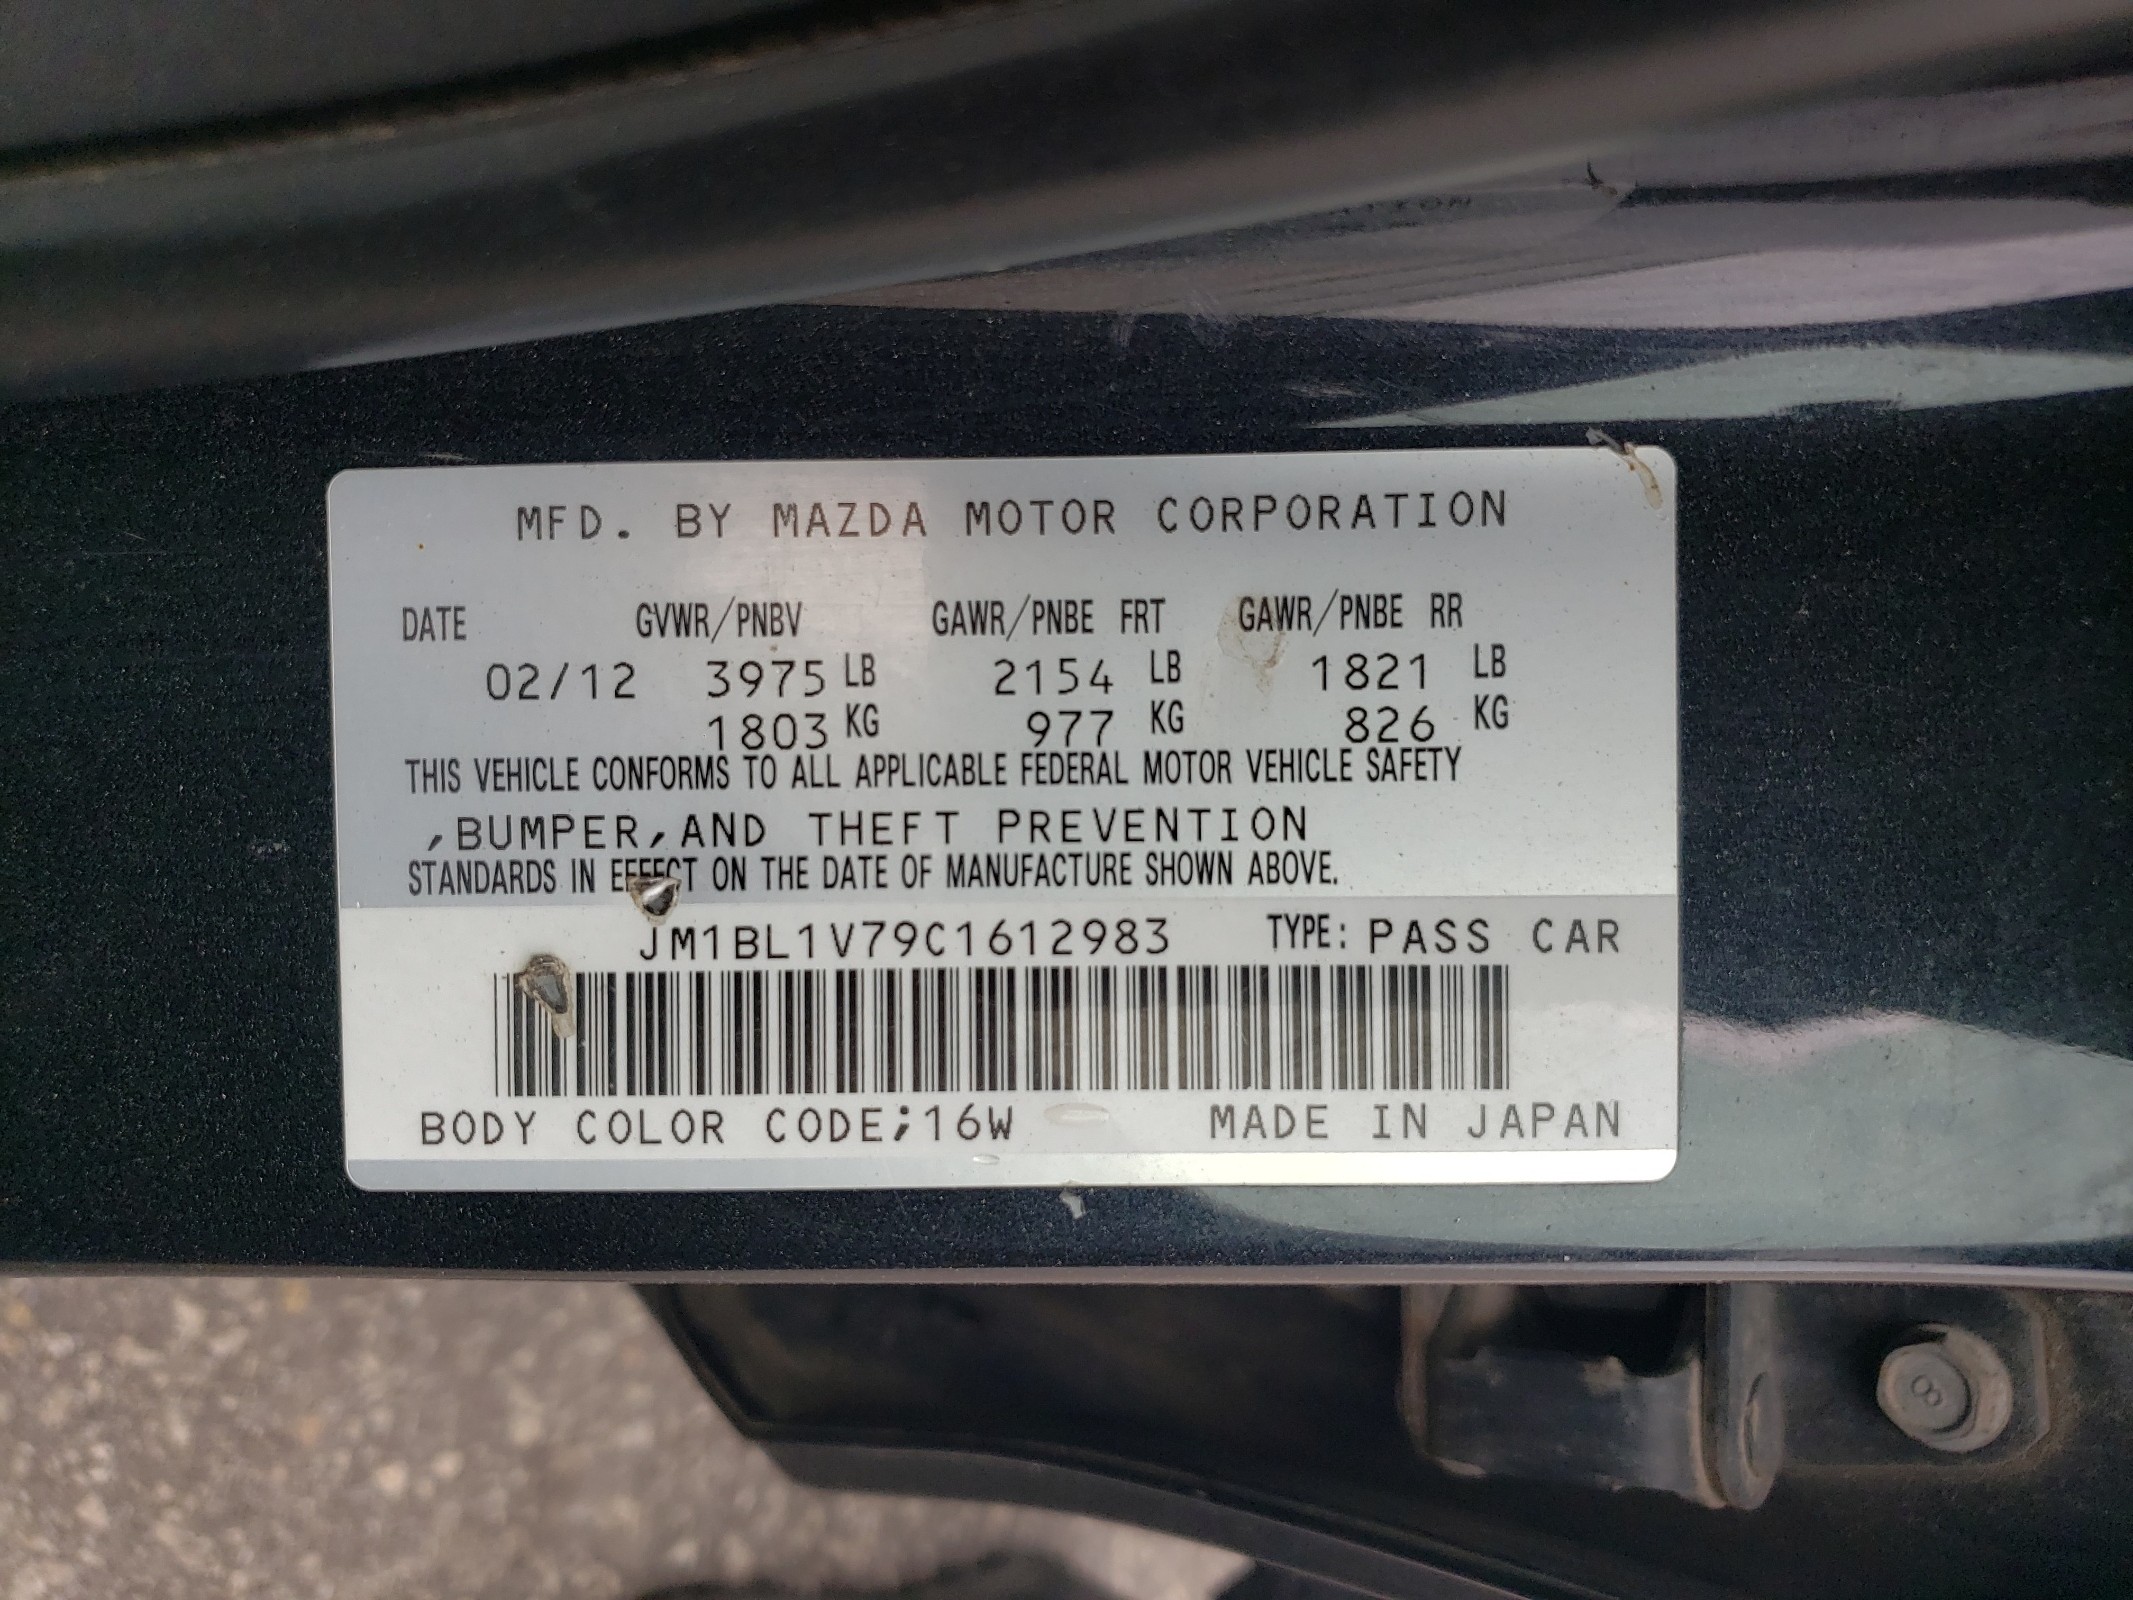 MFD. BY MAZDA MOTOR CORPORATION
DATE GVWR/PNBV GAWR/PNBE FRT GAWR/PNBE RR
02/12 3975 LB 2154 LB 1821 LB
1803 KG 977 KG 826 KG
THIS VEHICLE CONFORMS TO ALL APPLICABLE FEDERAL MOTOR VEHICLE SAFETY
,BUMPER,AND THEFT PREVENTION
STANDARDS IN EFFECT ON THE DATE OF MANUFACTURE SHOWN ABOVE.
JM1BL1V79C1612983 TYPE: PASS CAR
BODY COLOR CODE;16W MADE IN JAPAN
8